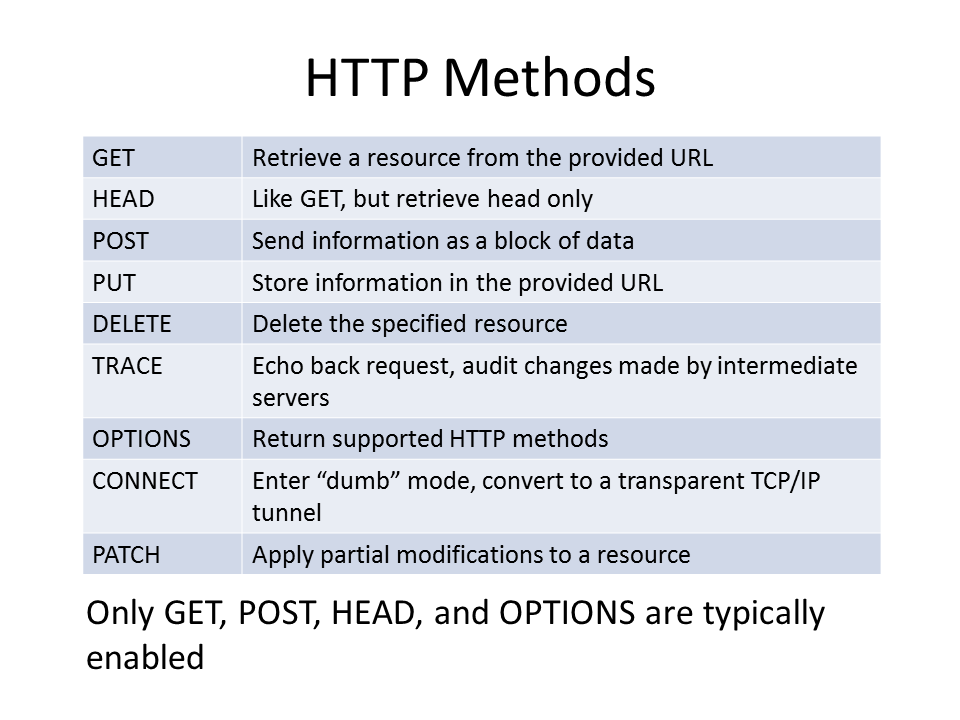 HTTP Methods
GET Retrieve a resource from the provided URL
HEAD Like GET, but retrieve head only
POST Send information as a block of data
PUT Store information in the provided URL
DELETE Delete the specified resource
TRACE Echo back request, audit changes made by intermediate
servers
OPTIONS Return supported HTTP methods
CONNECT Enter “dumb” mode, convert to a transparent TCP/IP
tunnel
PATCH Apply partial modifications to a resource
Only GET, POST, HEAD, and OPTIONS are typically
enabled